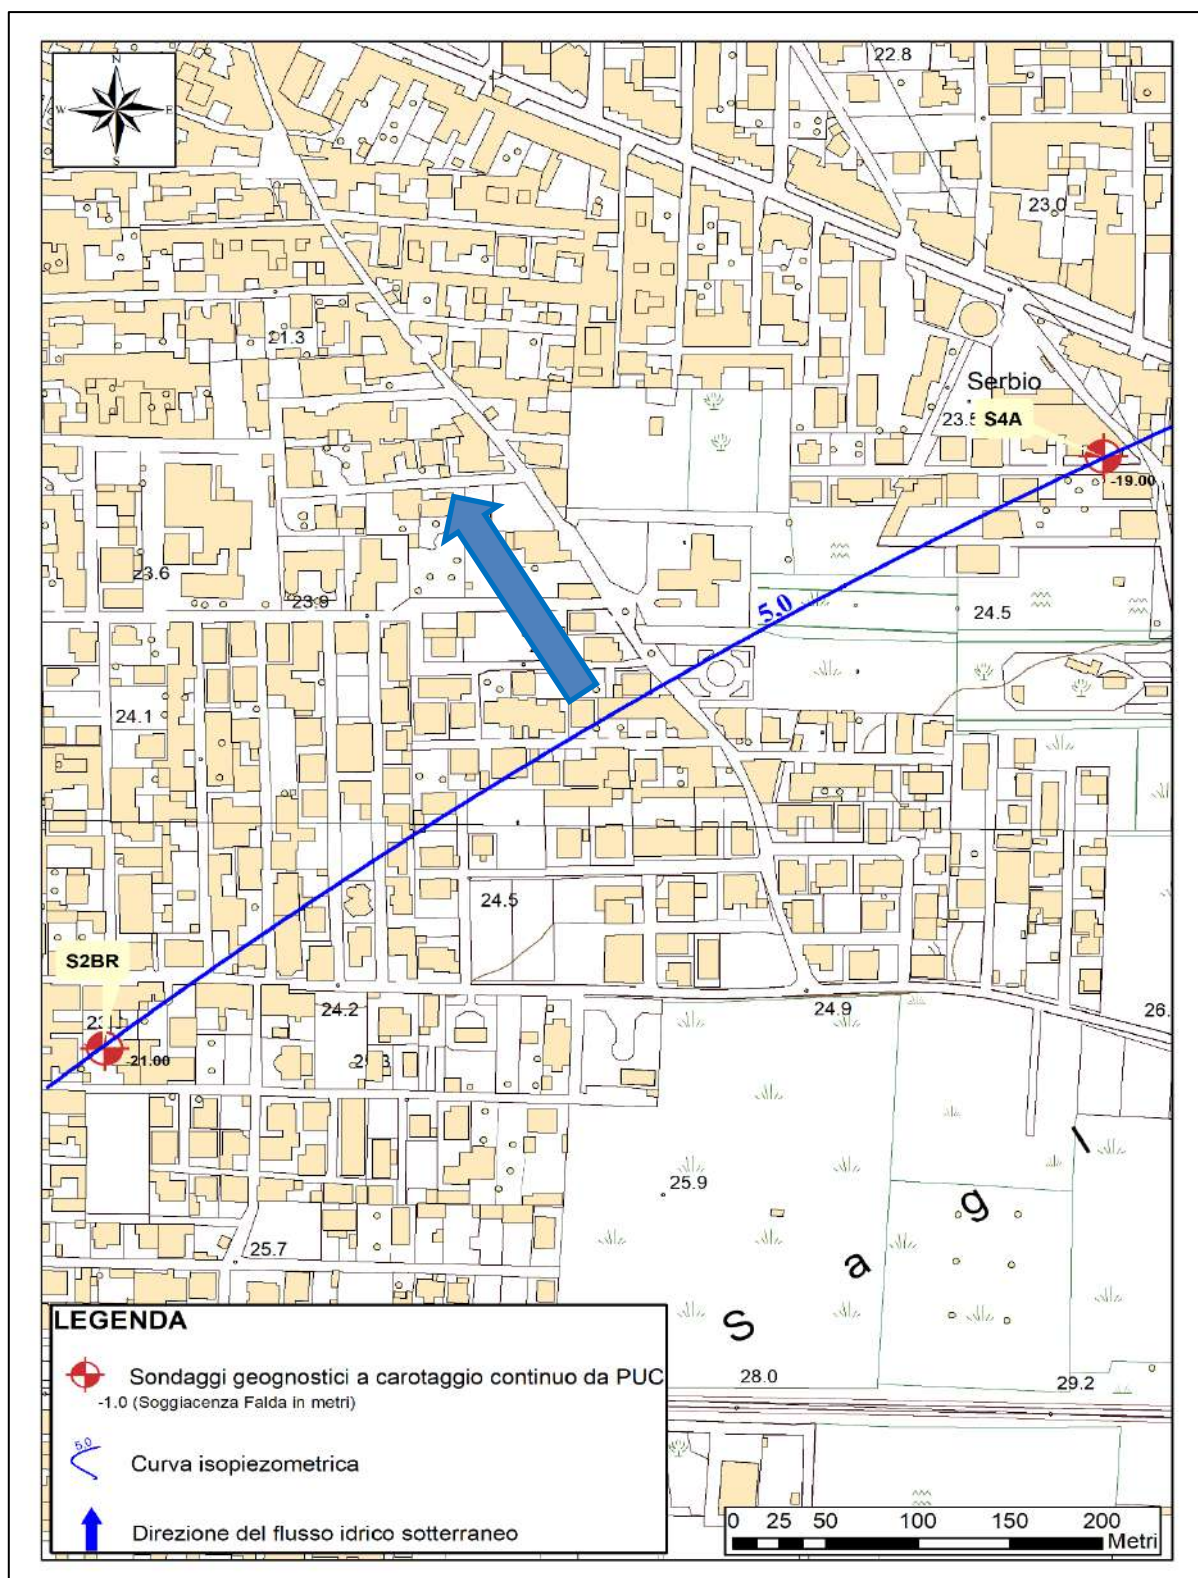 N
W
E
S
22.8
23.0
21.3
Serbio
23.5
S4A
-19.00
23.6
23.9
5,0
24.5
24.1
24.5
S2BR
24.2
24.9
26.
-21.00
25.9
S a g l
25.7
28.0
29.2
LEGENDA
Sondaggi geognostici a carotaggio continuo da PUC
-1.0 (Soggiacenza Falda in metri)
5,0
Curva isopiezometrica
Direzione del flusso idrico sotterraneo
0 25 50 100 150 200
Metri